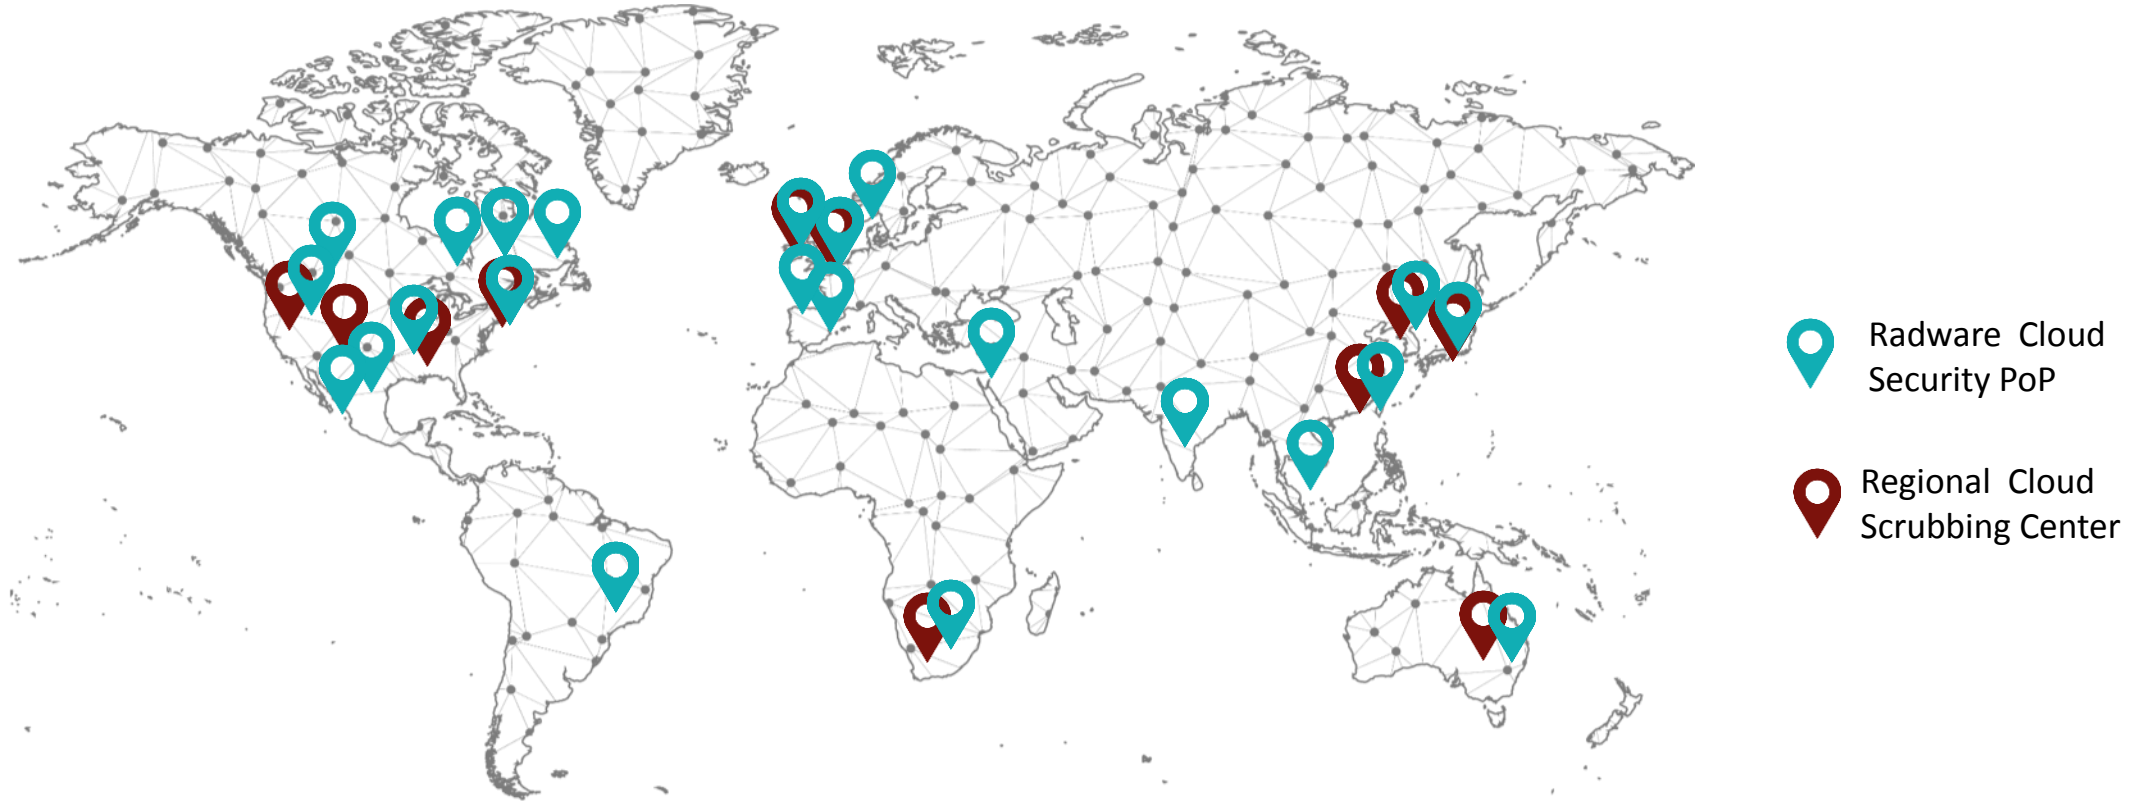 Radware Cloud
Security PoP
Regional Cloud
Scrubbing Center